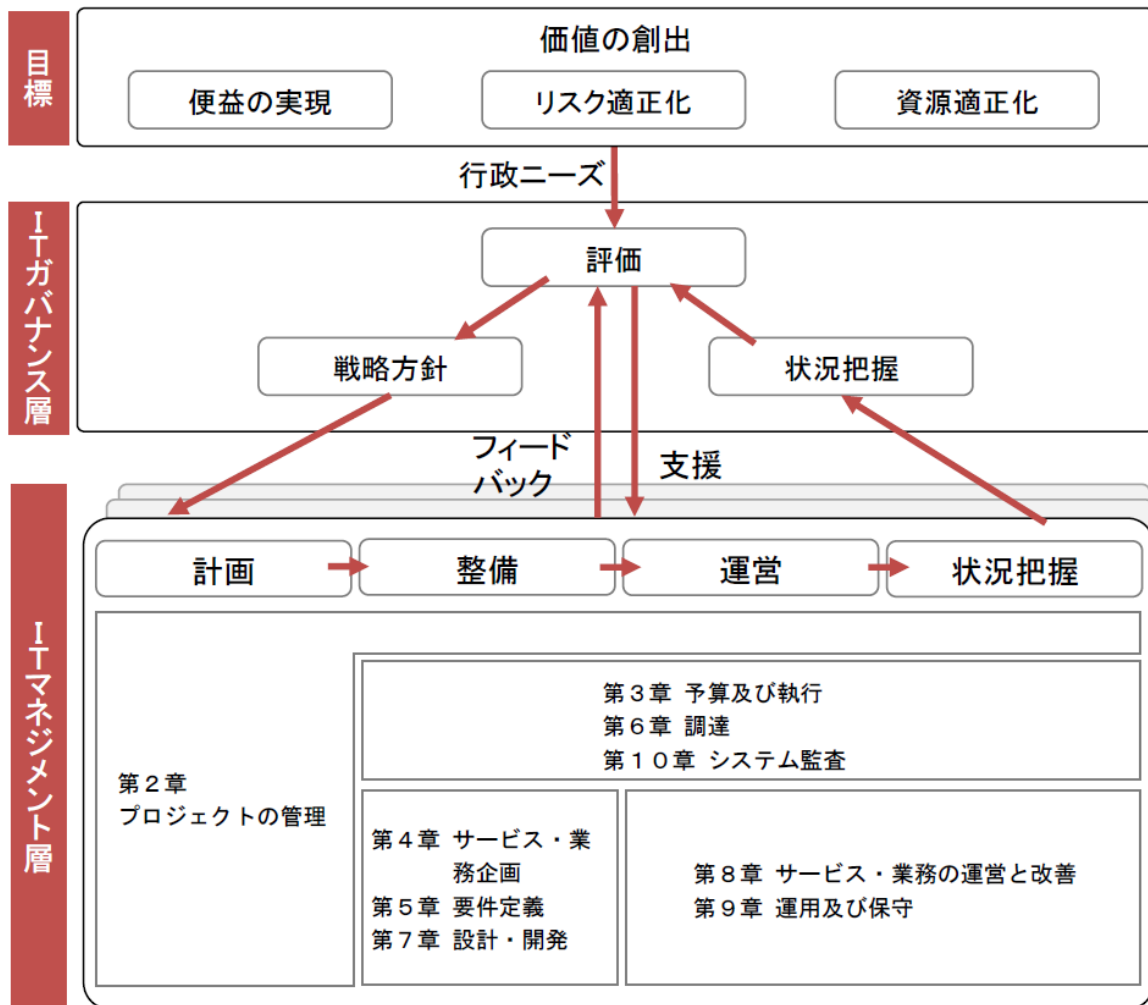 目標
価値の創出
便益の実現
リスク適正化
資源適正化
行政ニーズ
ITガバナンス層
評価
戦略方針
状況把握
フィード
バック
支援
ITマネジメント層
計画
整備
運営
状況把握
第2章
プロジェクトの管理
第3章 予算及び執行
第6章 調達
第10章 システム監査
第4章 サービス・業
務企画
第5章 要件定義
第7章 設計・開発
第8章 サービス・業務の運営と改善
第9章 運用及び保守